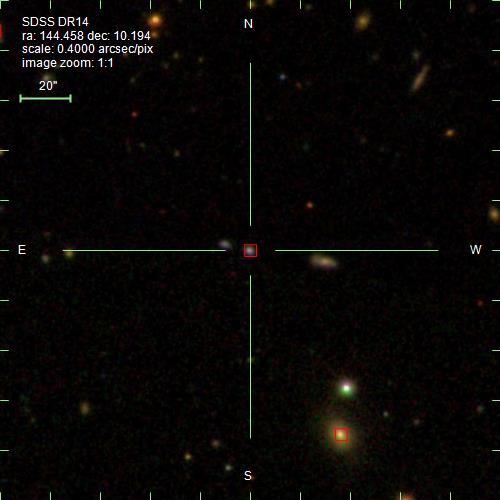 SDSS DR14
ra: 144.458 dec: 10.194
scale: 0.4000 arcsec/pix
image zoom: 1:1
20"
N
E
W
S